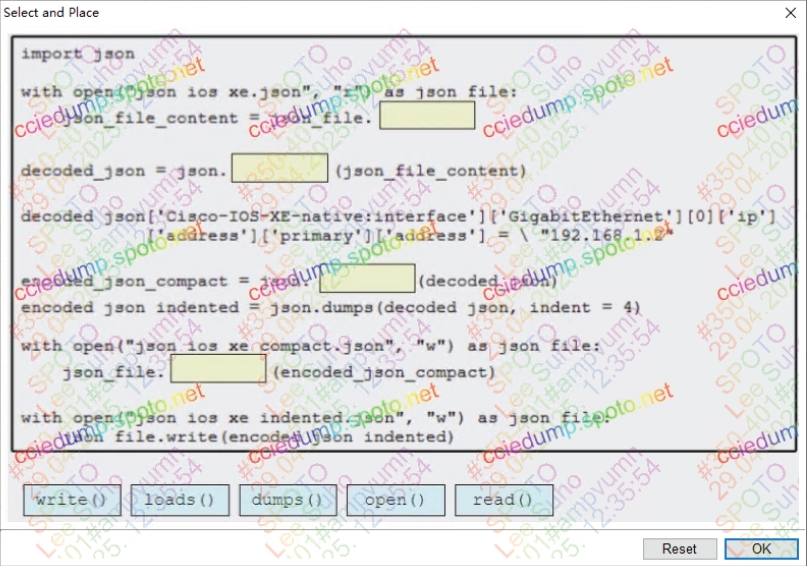 Select and Place
import json
with open("json ios xe.json", "r") as json file:
json_file_content = json_file.
decoded_json = json. (json_file_content)
decoded json['Cisco-IOS-XE-native:interface']['GigabitEthernet'][0]['ip']
['address']['primary']['address'] = \ "192.168.1.2"
encoded_json_compact = json. (decoded_json)
encoded json indented = json.dumps(decoded json, indent = 4)
with open("json ios xe compact.json", "w") as json file:
json_file. (encoded_json_compact)
with open("json ios xe indented.json", "w") as json file:
json file.write(encoded json indented)
write() loads() dumps() open() read()
Reset OK
cciedump.spoto.net
SPOTO
Lee Suho
29.04.2025. 12:35:54